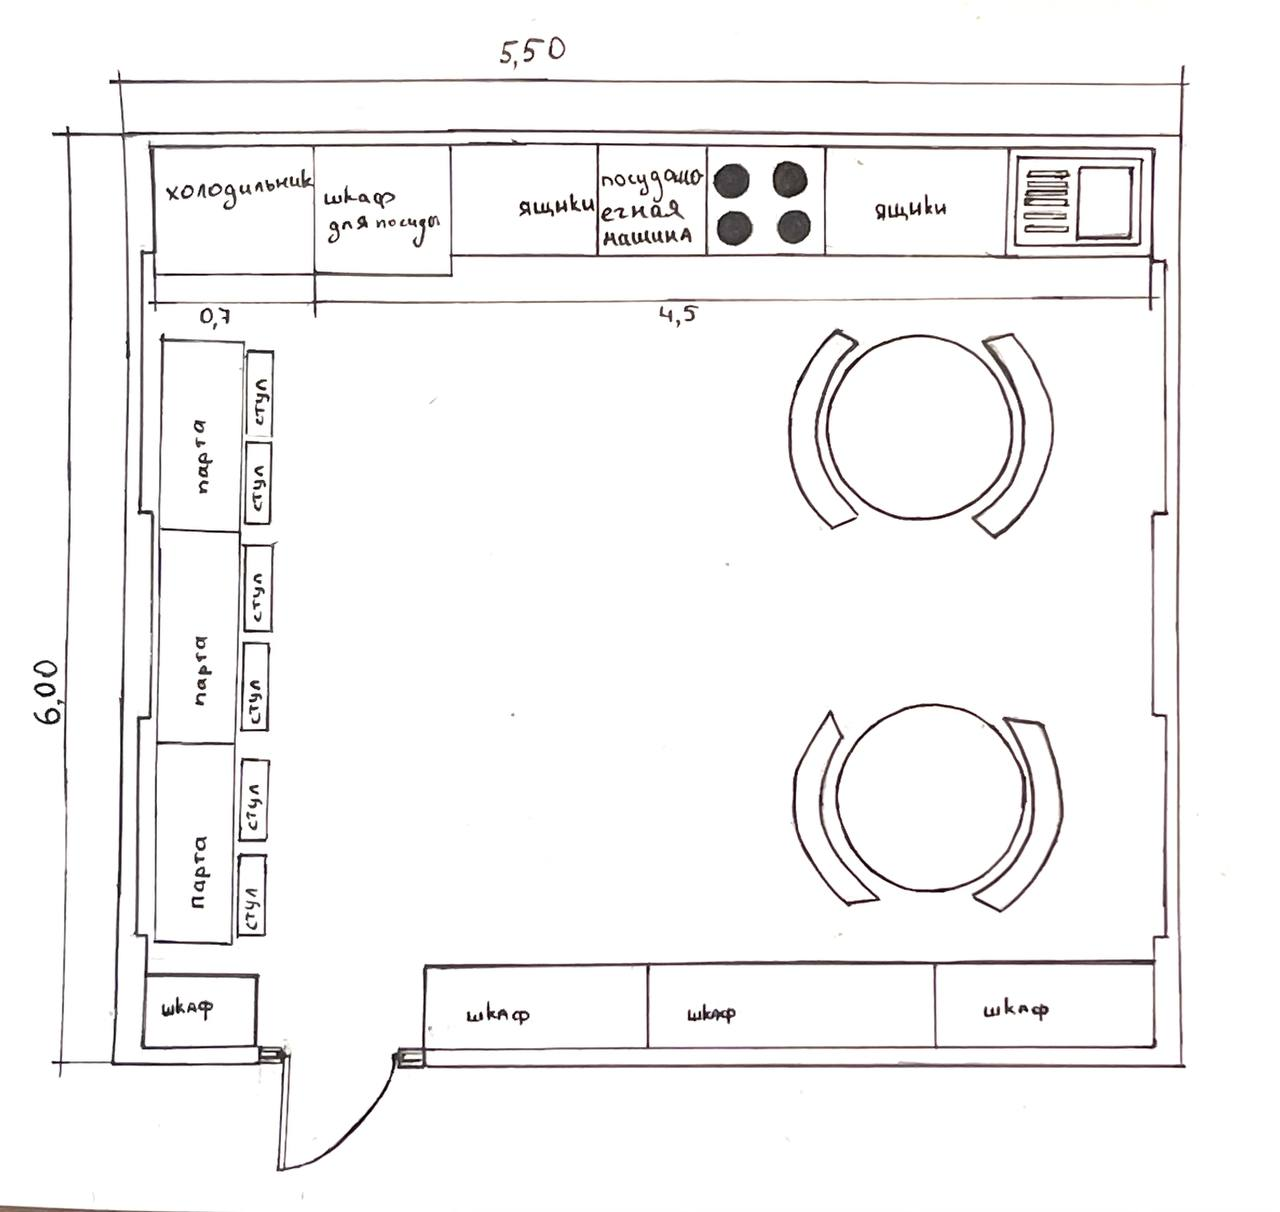 5,50
холодильник
шкаф
для посуды
ящики
посудомо
ечная
машина
ящики
0,7
4,5
парта
стул
стул
парта
стул
стул
парта
стул
стул
6,00
шкаф
шкаф
шкаф
шкаф